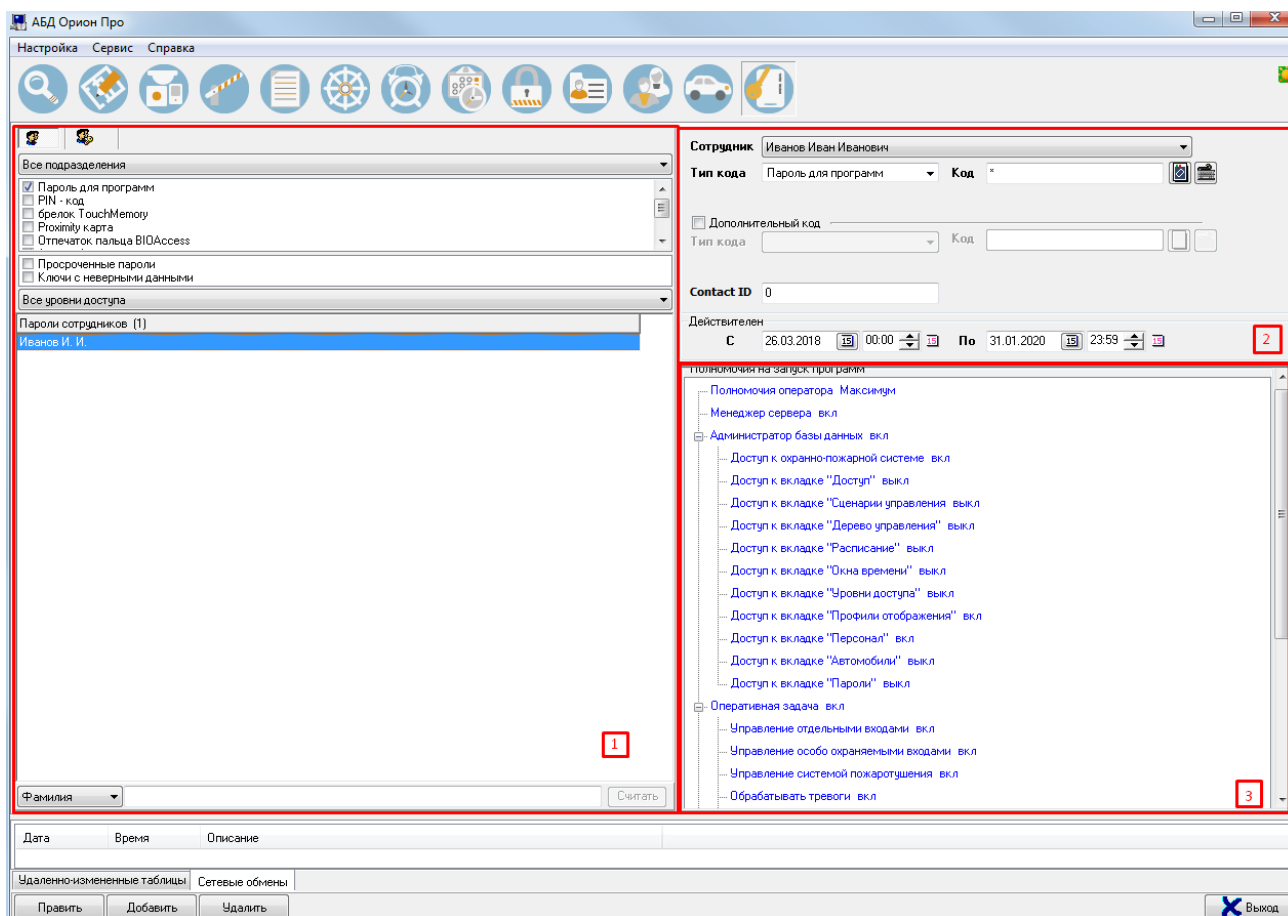 АБД Орион Про
Настройка Сервис Справка
Все подразделения
Пароль для программ
PIN - код
брелок TouchMemory
Proximity карта
Отпечаток пальца BIOAccess
Просроченные пароли
Ключи с неверными данными
Все уровни доступа
Пароли сотрудников (1)
Иванов И. И.
1
Фамилия Считать
Сотрудник Иванов Иван Иванович
Тип кода Пароль для программ Код *
Дополнительный код
Тип кода Код
Contact ID 0
Действителен
С 26.03.2018 15 00:00 15 По 31.01.2020 15 23:59 15
2
Полномочия на запуск программ
Полномочия оператора Максимум
Менеджер сервера вкл
Администратор базы данных вкл
Доступ к охранно-пожарной системе вкл
Доступ к вкладке "Доступ" выкл
Доступ к вкладке "Сценарии управления выкл
Доступ к вкладке "Дерево управления" выкл
Доступ к вкладке "Расписание" выкл
Доступ к вкладке "Окна времени" выкл
Доступ к вкладке "Уровни доступа" выкл
Доступ к вкладке "Профили отображения" вкл
Доступ к вкладке "Персонал" вкл
Доступ к вкладке "Автомобили" выкл
Доступ к вкладке "Пароли" выкл
Оперативная задача вкл
Управление отдельными входами вкл
Управление особо охраняемыми входами вкл
Управление системой пожаротушения вкл
Обрабатывать тревоги вкл
3
Дата Время Описание
Удаленно-измененные таблицы Сетевые обмены
Править Добавить Удалить Выход